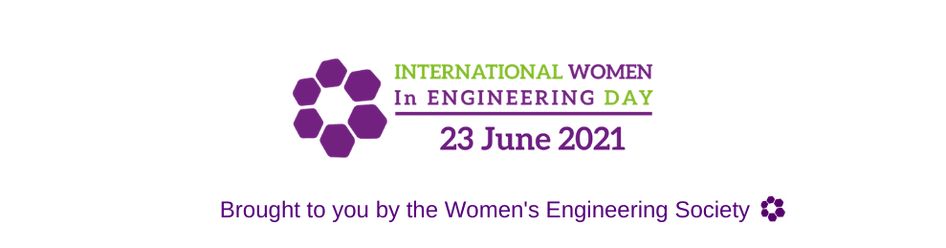 INTERNATIONAL WOMEN
In ENGINEERING DAY
23 June 2021
Brought to you by the Women's Engineering Society